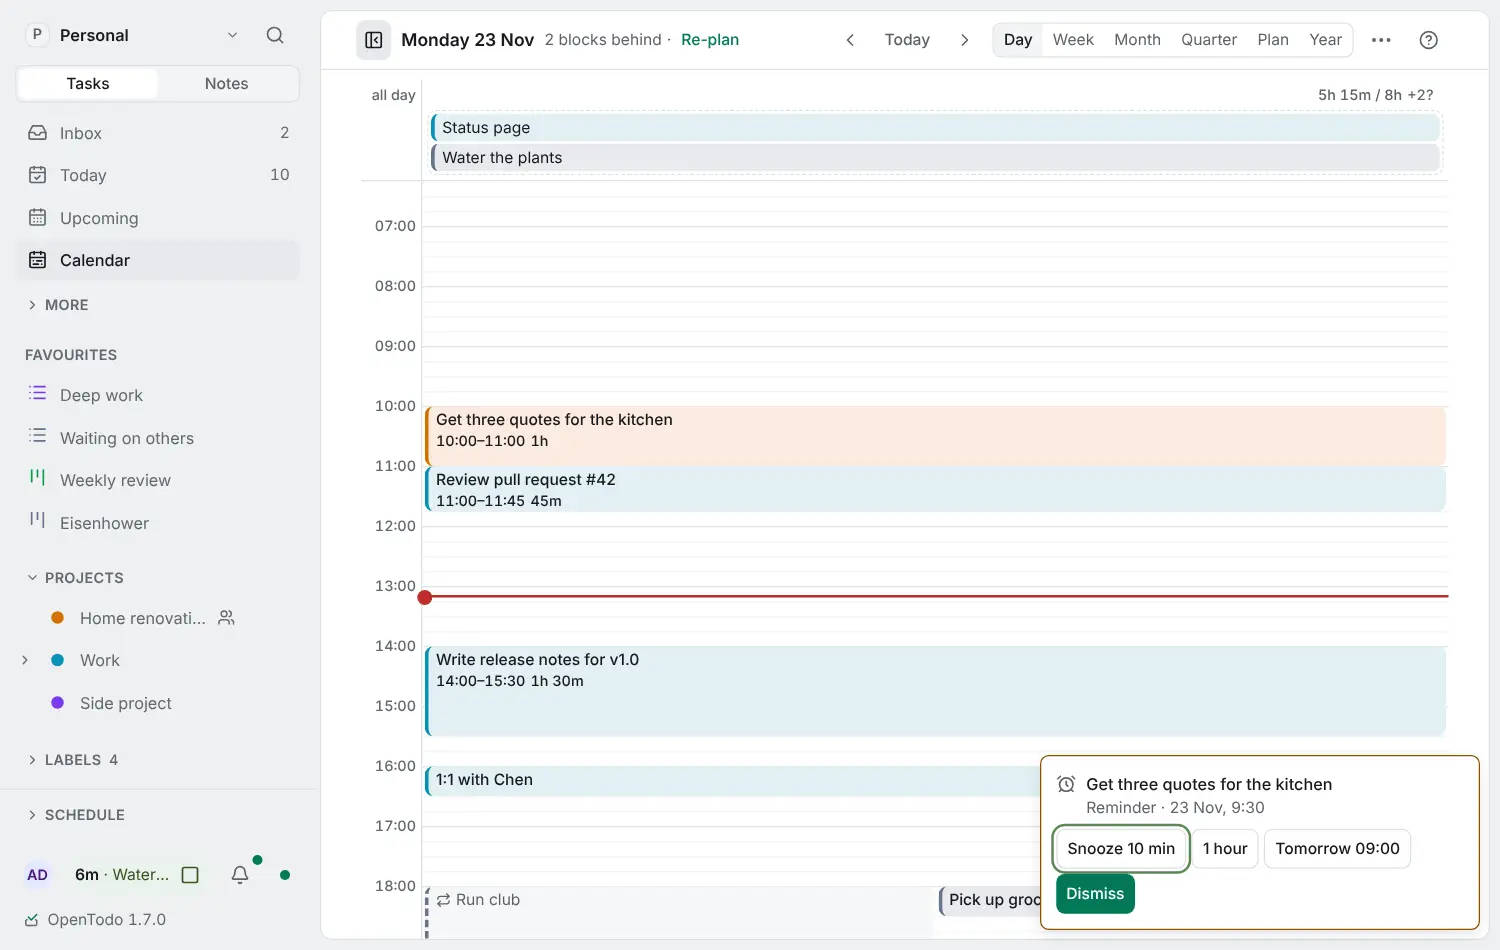 P Personal
Tasks Notes
Inbox 2
Today 10
Upcoming
Calendar
MORE
FAVOURITES
Deep work
Waiting on others
Weekly review
Eisenhower
PROJECTS
Home renovati...
Work
Side project
LABELS 4
SCHEDULE
AD 6m · Water...
OpenTodo 1.7.0
Monday 23 Nov 2 blocks behind · Re-plan
Today
Day Week Month Quarter Plan Year
all day 5h 15m / 8h +2?
Status page
Water the plants
07:00
08:00
09:00
10:00
Get three quotes for the kitchen
10:00–11:00 1h
11:00
Review pull request #42
11:00–11:45 45m
12:00
13:00
14:00
Write release notes for v1.0
14:00–15:30 1h 30m
15:00
16:00
1:1 with Chen
17:00
18:00
Run club
Pick up groc
Get three quotes for the kitchen
Reminder · 23 Nov, 9:30
Snooze 10 min 1 hour Tomorrow 09:00
Dismiss